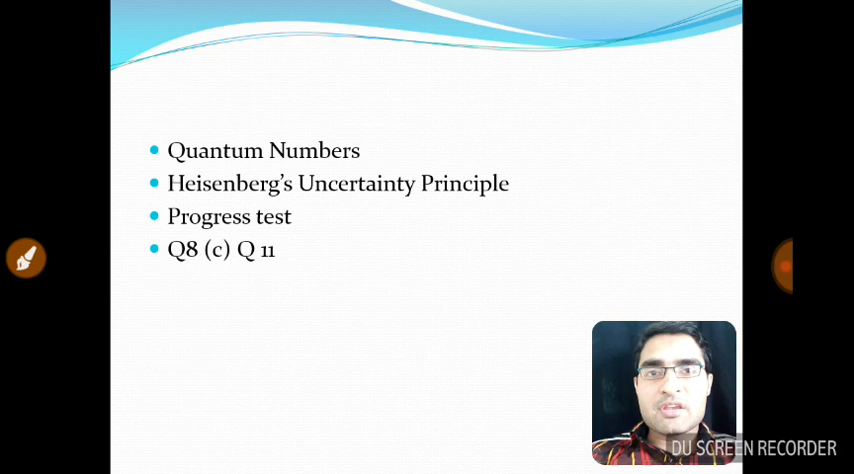 Quantum Numbers
Heisenberg’s Uncertainty Principle
Progress test
Q8 (c) Q 11
DU SCREEN RECORDER